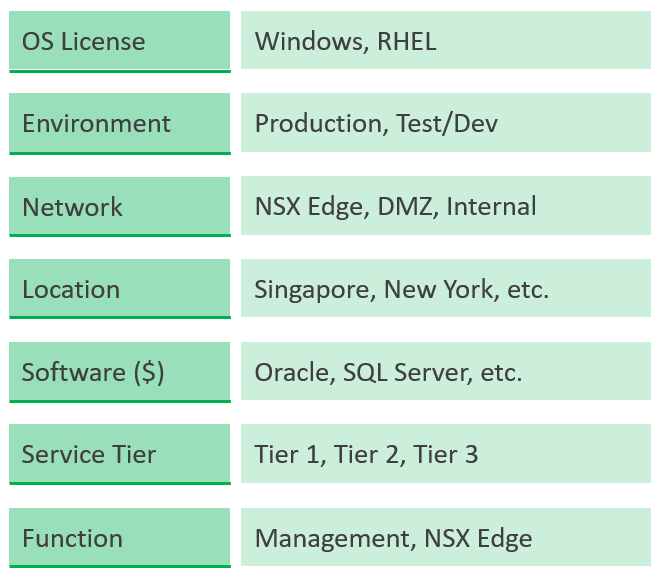 OS License Windows, RHEL
Environment Production, Test/Dev
Network NSX Edge, DMZ, Internal
Location Singapore, New York, etc.
Software ($) Oracle, SQL Server, etc.
Service Tier Tier 1, Tier 2, Tier 3
Function Management, NSX Edge